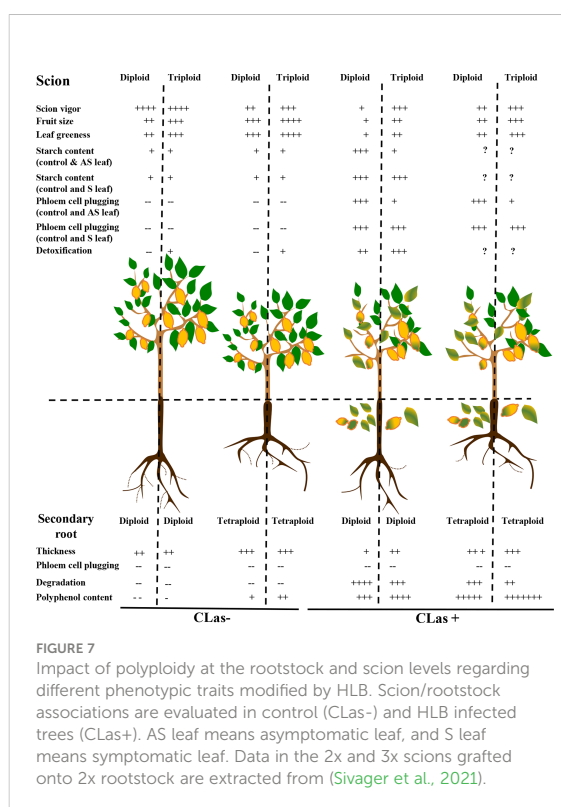 Scion
Diploid Triploid Diploid Triploid Diploid Triploid Diploid Triploid
Scion vigor ++++ ++++ ++ +++ + +++ ++ +++
Fruit size ++ +++ +++ ++++ + ++ ++ +++
Leaf greeness ++ +++ +++ ++++ + ++ ++ +++
Starch content
(control & AS leaf) + + + + +++ + ? ?
Starch content
(control and S leaf) + + + + +++ +++ ? ?
Phloem cell plugging
(control and AS leaf) -- -- -- -- +++ + +++ +
Phloem cell plugging
(control and S leaf) -- -- -- -- +++ +++ +++ +++
Detoxification -- + -- + ++ +++ ? ?
Secondary
root
Diploid Diploid Tetraploid Tetraploid Diploid Diploid Tetraploid Tetraploid
Thickness ++ ++ +++ +++ + ++ +++ +++
Phloem cell plugging -- -- -- -- -- -- -- --
Degradation -- -- -- -- ++++ +++ +++ ++
Polyphenol content -- - + ++ +++ ++++ +++++ +++++++
CLas- CLas +
FIGURE 7
Impact of polyploidy at the rootstock and scion levels regarding
different phenotypic traits modified by HLB. Scion/rootstock
associations are evaluated in control (CLas-) and HLB infected
trees (CLas+). AS leaf means asymptomatic leaf, and S leaf
means symptomatic leaf. Data in the 2x and 3x scions grafted
onto 2x rootstock are extracted from (Sivager et al., 2021).